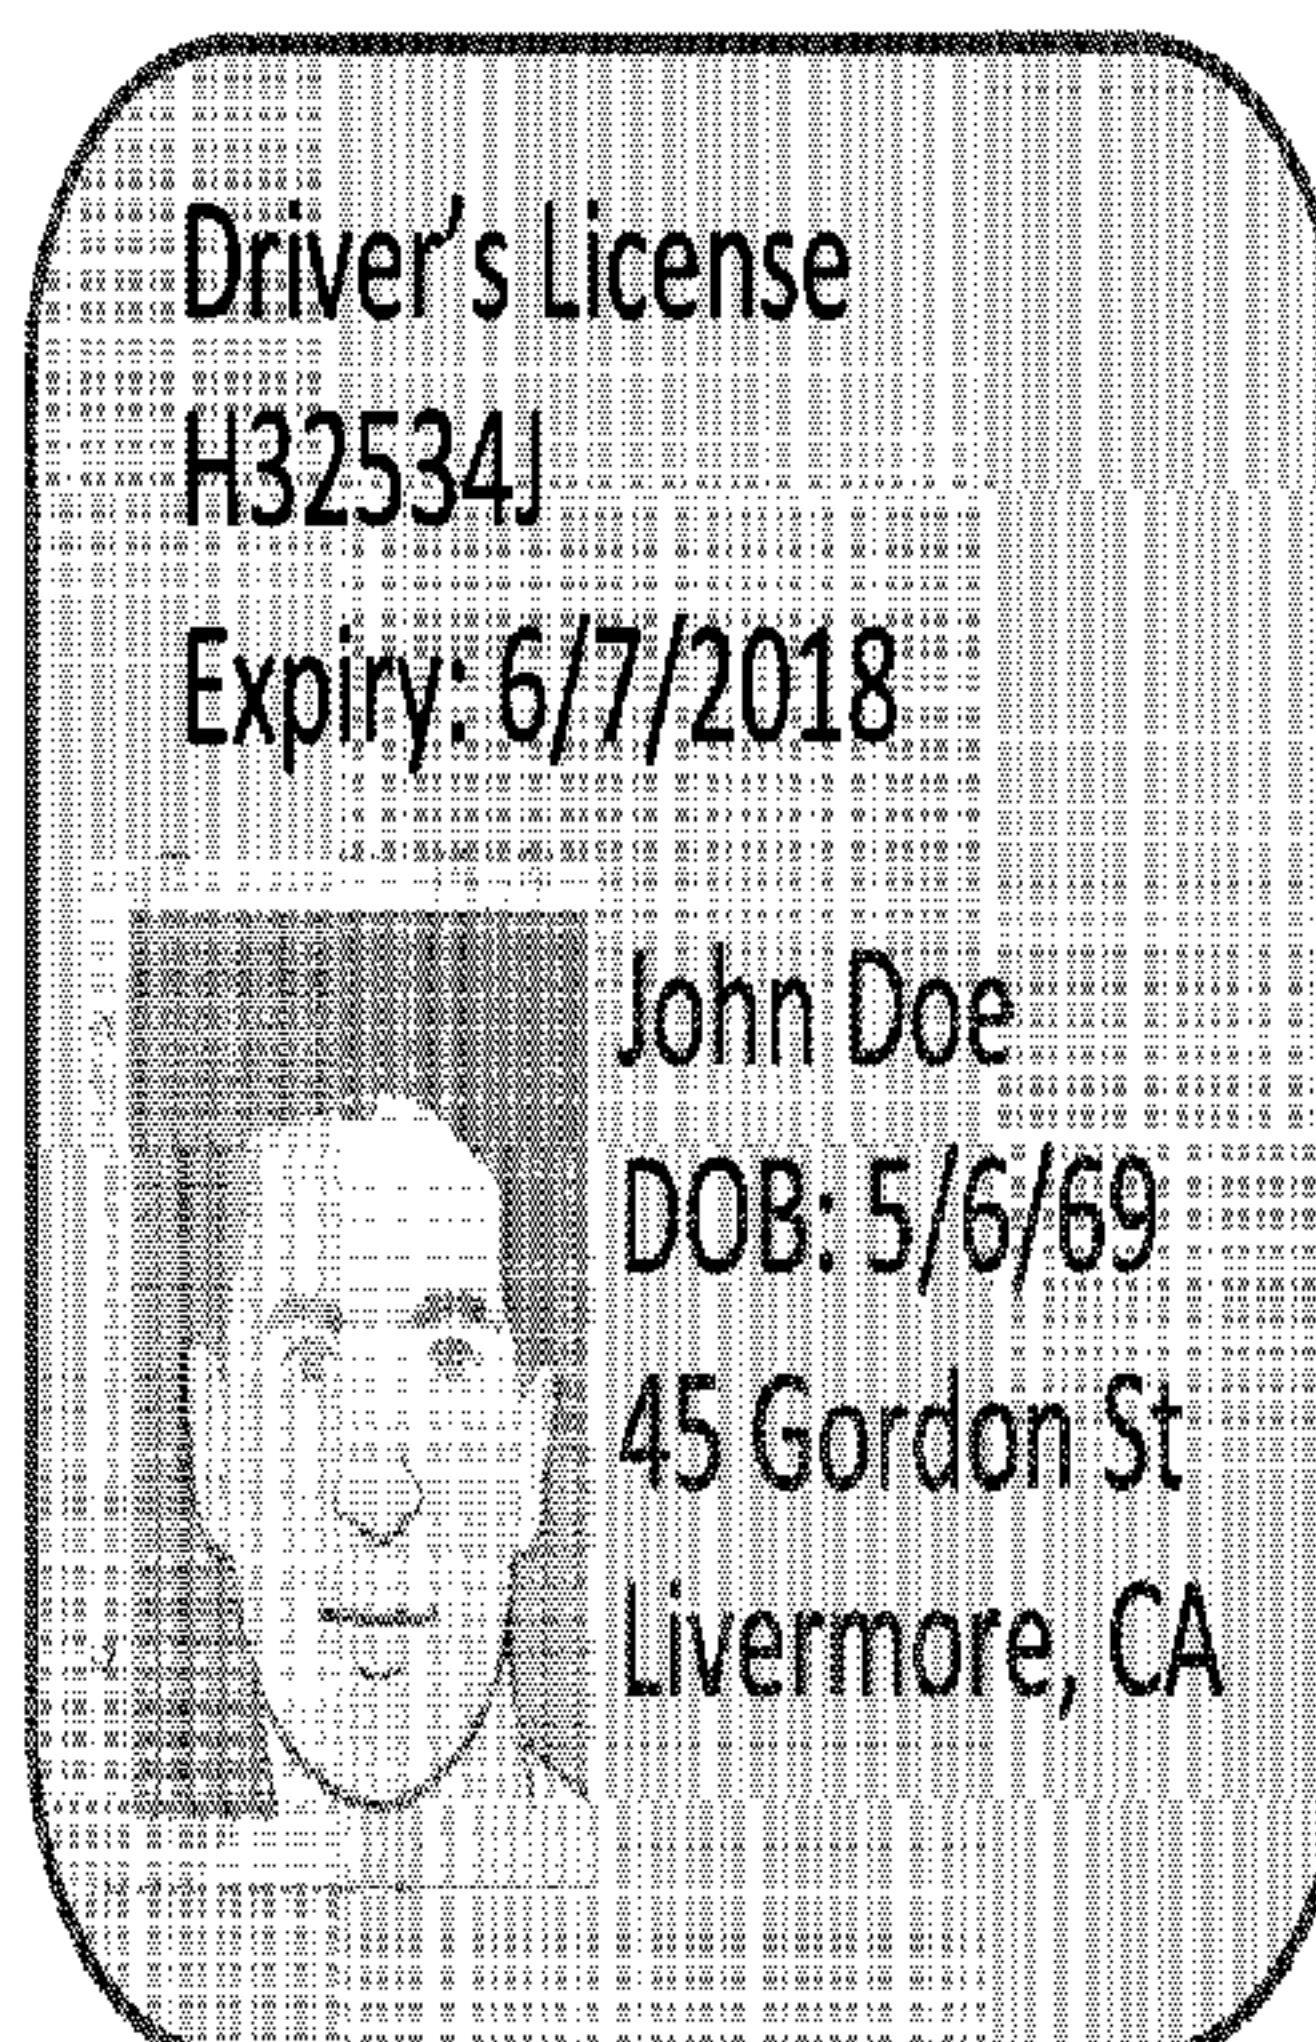 Driver's License
H32534J
Expiry: 6/7/2018
John Doe
DOB: 5/6/69
45 Gordon St
Livermore, CA